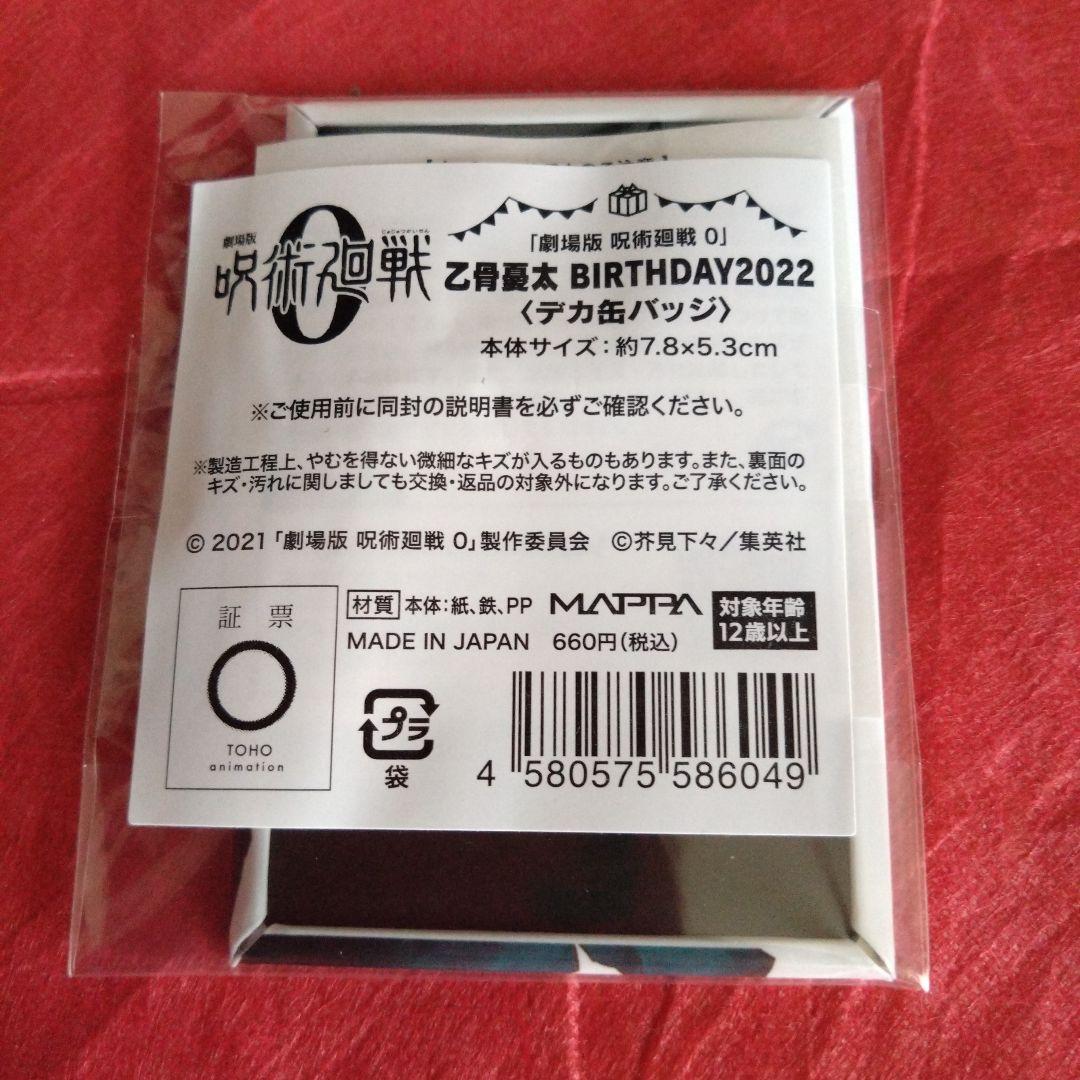 劇場版
じゅじゅつかいせん
呪術廻戦
0
「劇場版 呪術廻戦 0」
乙骨憂太 BIRTHDAY2022
〈デカ缶バッジ〉
本体サイズ：約7.8×5.3cm
※ご使用前に同封の説明書を必ずご確認ください。
※製造工程上、やむを得ない微細なキズが入るものもあります。また、裏面の
キズ・汚れに関しましても交換・返品の対象外になります。ご了承ください。
© 2021「劇場版 呪術廻戦 0」製作委員会 ©芥見下々／集英社
証票
TOHO
animation
材質 本体：紙、鉄、PP MAPPA
対象年齢
12歳以上
MADE IN JAPAN 660円（税込）
プラ
袋
4 580575 586049